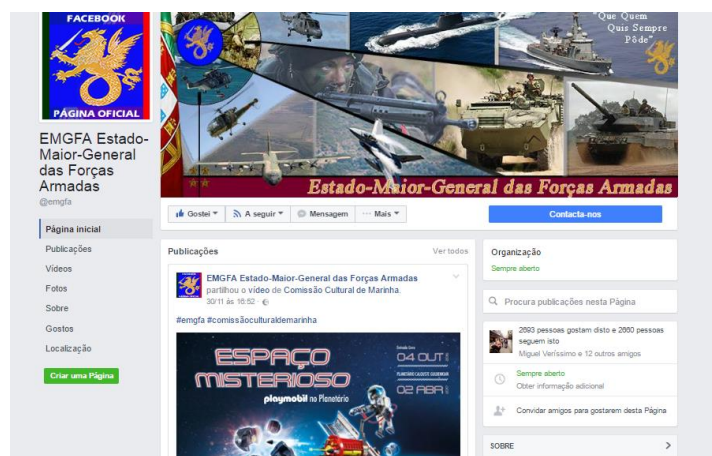 FACEBOOK
PÁGINA OFICIAL
"Que Quem
Quis Sempre
Pôde"
Estado-Maior-General das Forças Armadas
EMGFA Estado-
Maior-General
das Forças
Armadas
@emgfa
Gostei
A seguir
Mensagem
··· Mais
Contacta-nos
Página inicial
Publicações
Vídeos
Fotos
Sobre
Gostos
Localização
Criar uma Página
Publicações
Ver todos
EMGFA Estado-Maior-General das Forças Armadas
partilhou o vídeo de Comissão Cultural de Marinha.
30/11 às 16:52
#emgfa #comissãoculturaldemarinha
ESPAÇO
MISTERIOSO
playmobil no Planetário
04 OUT
02 ABR
Organização
Sempre aberto
Procura publicações nesta Página
2693 pessoas gostam disto e 2660 pessoas
seguem isto
Miguel Veríssimo e 12 outros amigos
Sempre aberto
Obter informação adicional
Convidar amigos para gostarem desta Página
SOBRE